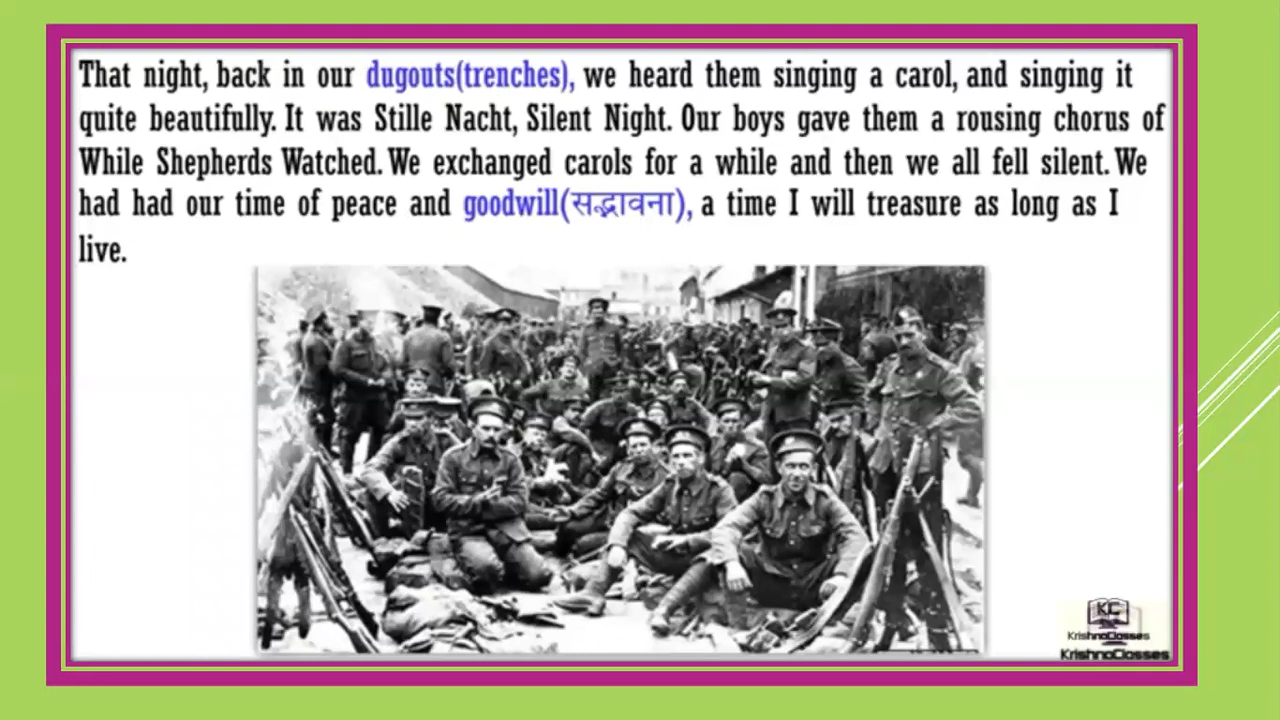 That night, back in our dugouts(trenches), we heard them singing a carol, and singing it
quite beautifully. It was Stille Nacht, Silent Night. Our boys gave them a rousing chorus of
While Shepherds Watched. We exchanged carols for a while and then we all fell silent. We
had had our time of peace and goodwill(सद्भावना), a time I will treasure as long as I
live.
KC
KrishnaClasses
KrishnaClasses